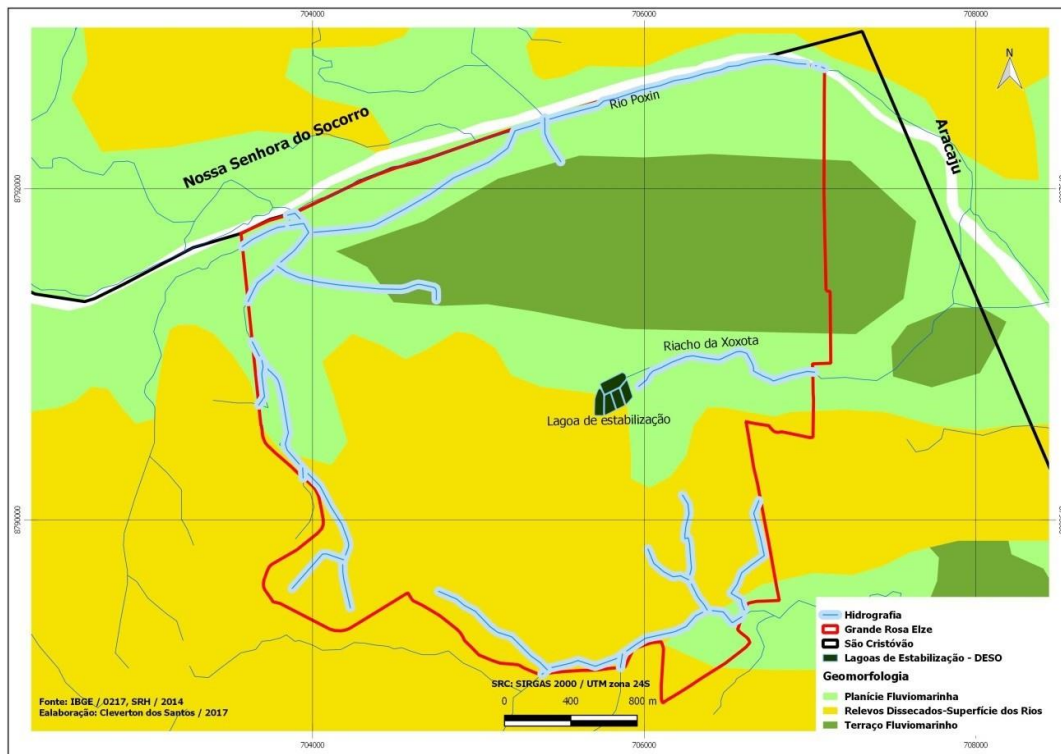 704000
706000
708000
N
Rio Poxin
Nossa Senhora do Socorro
Aracaju
8792000
Riacho da Xoxota
Lagoa de estabilização
8790000
Hidrografia
Grande Rosa Elze
São Cristóvão
Lagoas de Estabilização - DESO
Geomorfologia
Planície Fluviomarinha
Relevos Dissecados-Superfície dos Rios
Terraço Fluviomarinho
SRC: SIRGAS 2000 / UTM zona 24S
0 400 800 m
Fonte: IBGE / 0217, SRH / 2014
Ealaboração: Cleverton dos Santos / 2017
704000
706000
708000